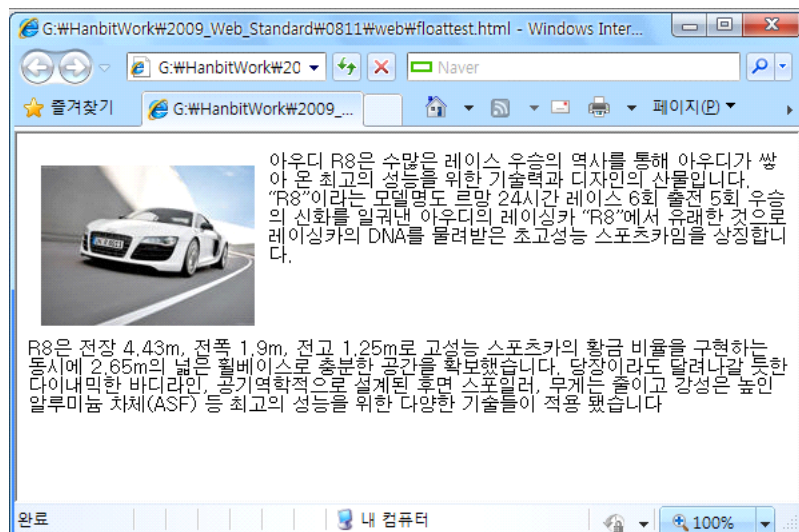 G:₩HanbitWork₩2009_Web_Standard₩0811₩web₩floattest.html - Windows Inter...
G:₩HanbitWork₩20
Naver
즐겨찾기
G:₩HanbitWork₩2009_...
페이지(P)
아우디 R8은 수많은 레이스 우승의 역사를 통해 아우디가 쌓
아 온 최고의 성능을 위한 기술력과 디자인의 산물입니다.
“R8”이라는 모델명도 르망 24시간 레이스 6회 출전 5회 우승
의 신화를 일궈낸 아우디의 레이싱카 “R8”에서 유래한 것으로
레이싱카의 DNA를 물려받은 초고성능 스포츠카임을 상징합니
다.
R8은 전장 4.43m, 전폭 1.9m, 전고 1.25m로 고성능 스포츠카의 황금 비율을 구현하는
동시에 2.65m의 넓은 휠베이스로 충분한 공간을 확보했습니다. 당장이라도 달려나갈 듯한
다이내믹한 바디라인, 공기역학적으로 설계된 후면 스포일러, 무게는 줄이고 강성은 높인
알루미늄 차체(ASF) 등 최고의 성능을 위한 다양한 기술들이 적용 됐습니다
완료
내 컴퓨터
100%